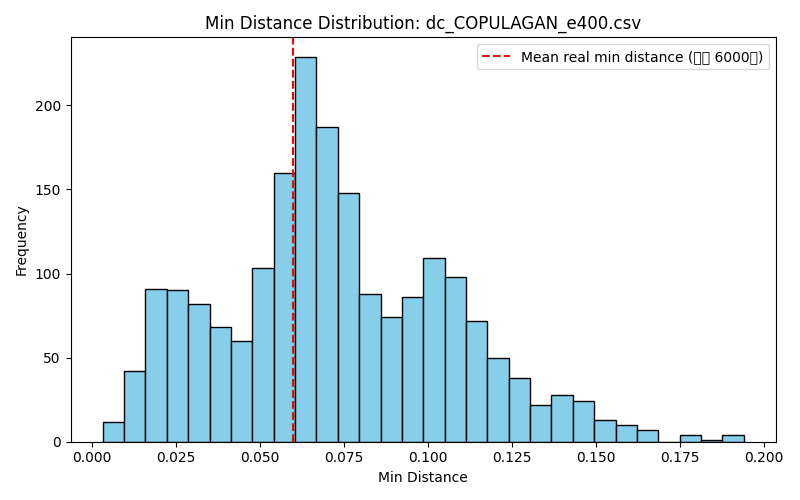 Min Distance Distribution: dc_COPULAGAN_e400.csv
Mean real min distance (▯▯ 6000▯)
Frequency
200
150
100
50
0
0.000 0.025 0.050 0.075 0.100 0.125 0.150 0.175 0.200
Min Distance